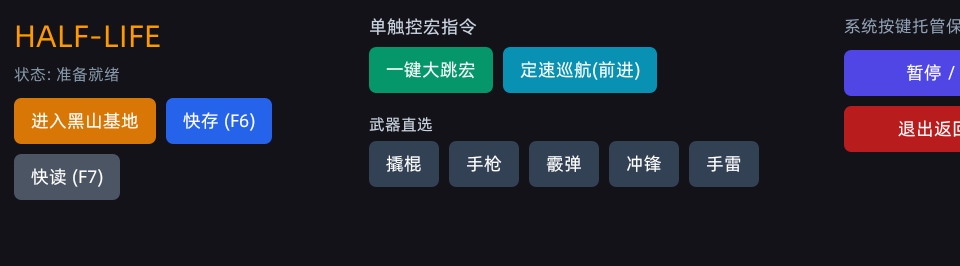 HALF-LIFE
状态: 准备就绪
进入黑山基地
快存 (F6)
快读 (F7)
单触控宏指令
一键大跳宏
定速巡航(前进)
武器直选
撬棍
手枪
霰弹
冲锋
手雷
系统按键托管保
暂停 /
退出返回